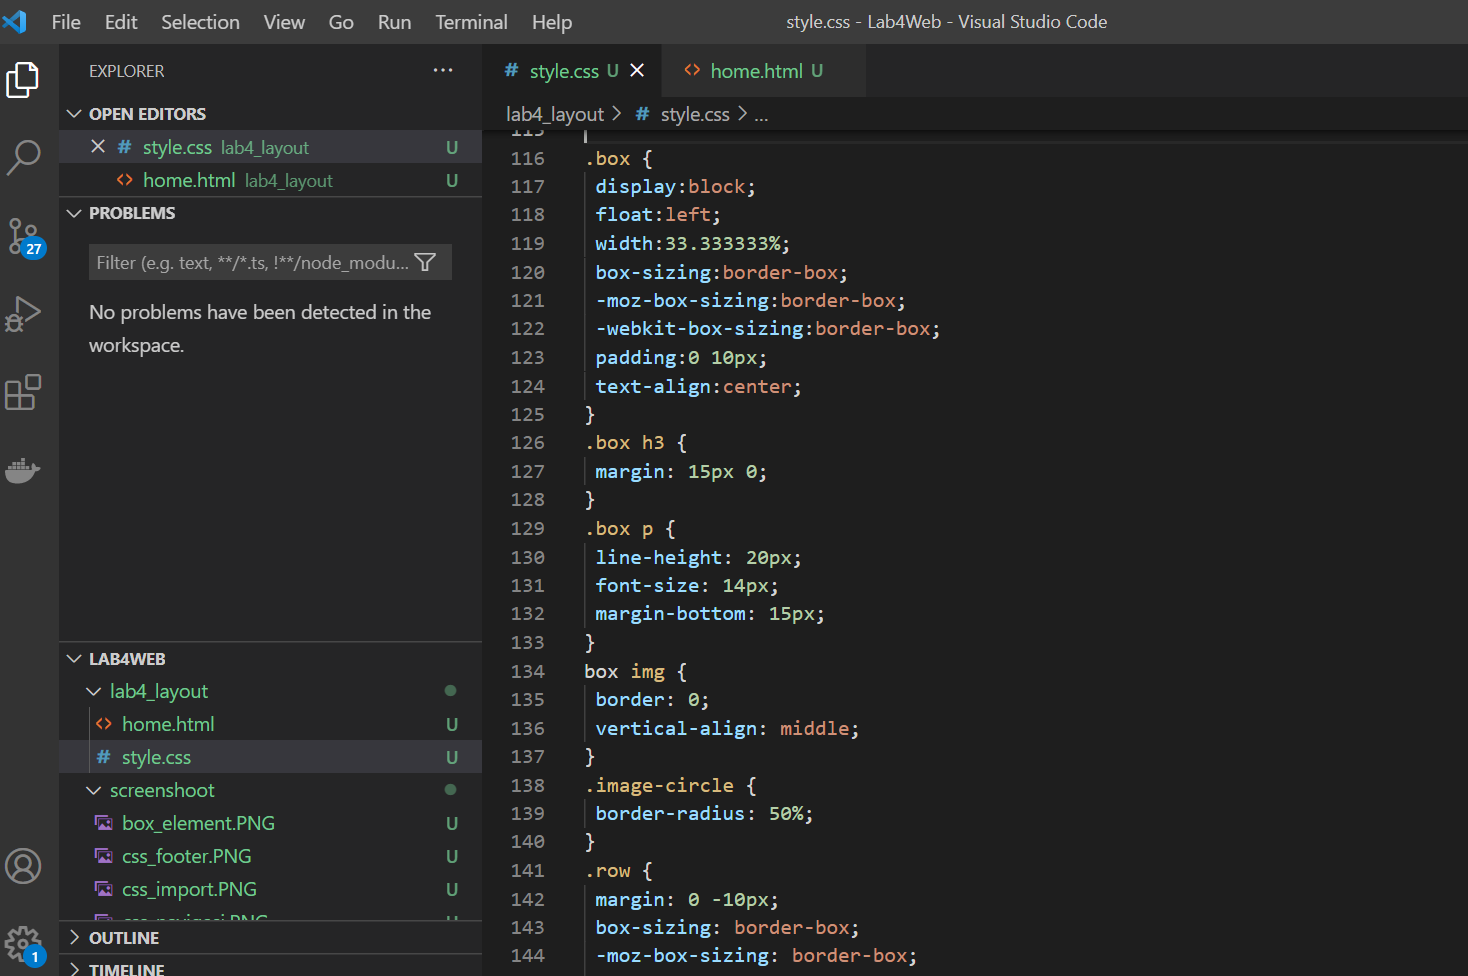 File Edit Selection View Go Run Terminal Help style.css - Lab4Web - Visual Studio Code
EXPLORER ···
OPEN EDITORS
style.css lab4_layout U
home.html lab4_layout U
PROBLEMS
Filter (e.g. text, **/*.ts, !**/node_modu...
No problems have been detected in the
workspace.
LAB4WEB
lab4_layout
home.html U
style.css U
screenshoot
box_element.PNG U
css_footer.PNG U
css_import.PNG U
css_navigasi.PNG U
OUTLINE
TIMELINE
27
1
# style.css U
<> home.html U
lab4_layout > # style.css > ...
115
116 .box {
117 display:block;
118 float:left;
119 width:33.333333%;
120 box-sizing:border-box;
121 -moz-box-sizing:border-box;
122 -webkit-box-sizing:border-box;
123 padding:0 10px;
124 text-align:center;
125 }
126 .box h3 {
127 margin: 15px 0;
128 }
129 .box p {
130 line-height: 20px;
131 font-size: 14px;
132 margin-bottom: 15px;
133 }
134 box img {
135 border: 0;
136 vertical-align: middle;
137 }
138 .image-circle {
139 border-radius: 50%;
140 }
141 .row {
142 margin: 0 -10px;
143 box-sizing: border-box;
144 -moz-box-sizing: border-box;